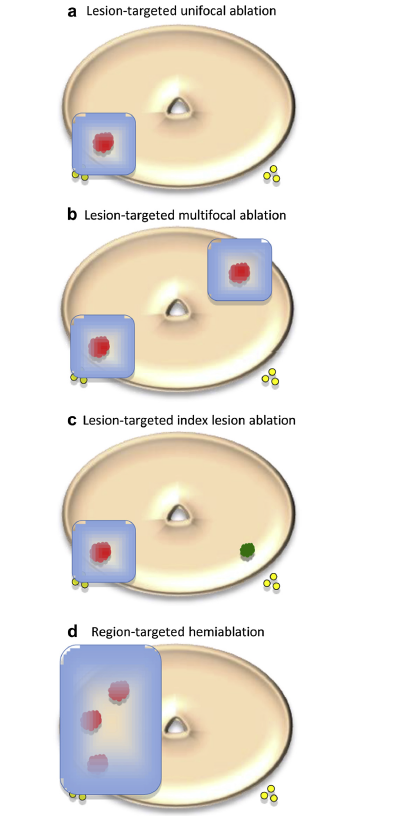 a Lesion-targeted unifocal ablation
b Lesion-targeted multifocal ablation
c Lesion-targeted index lesion ablation
d Region-targeted hemiablation